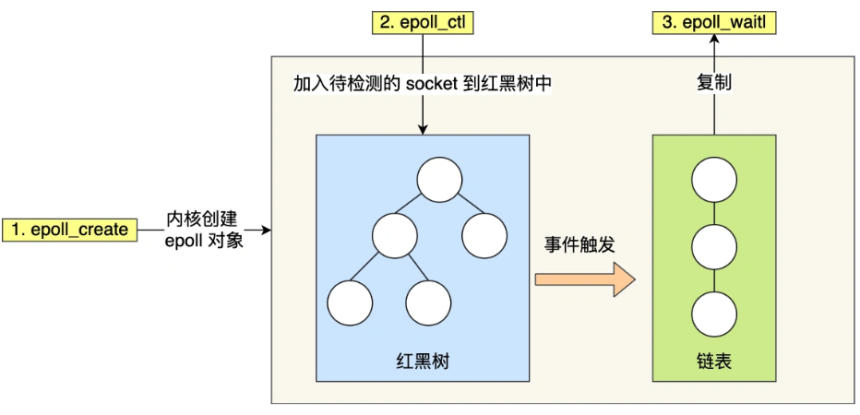 2. epoll_ctl
3. epoll_waitl
加入待检测的 socket 到红黑树中
复制
1. epoll_create
内核创建
epoll 对象
事件触发
红黑树
链表